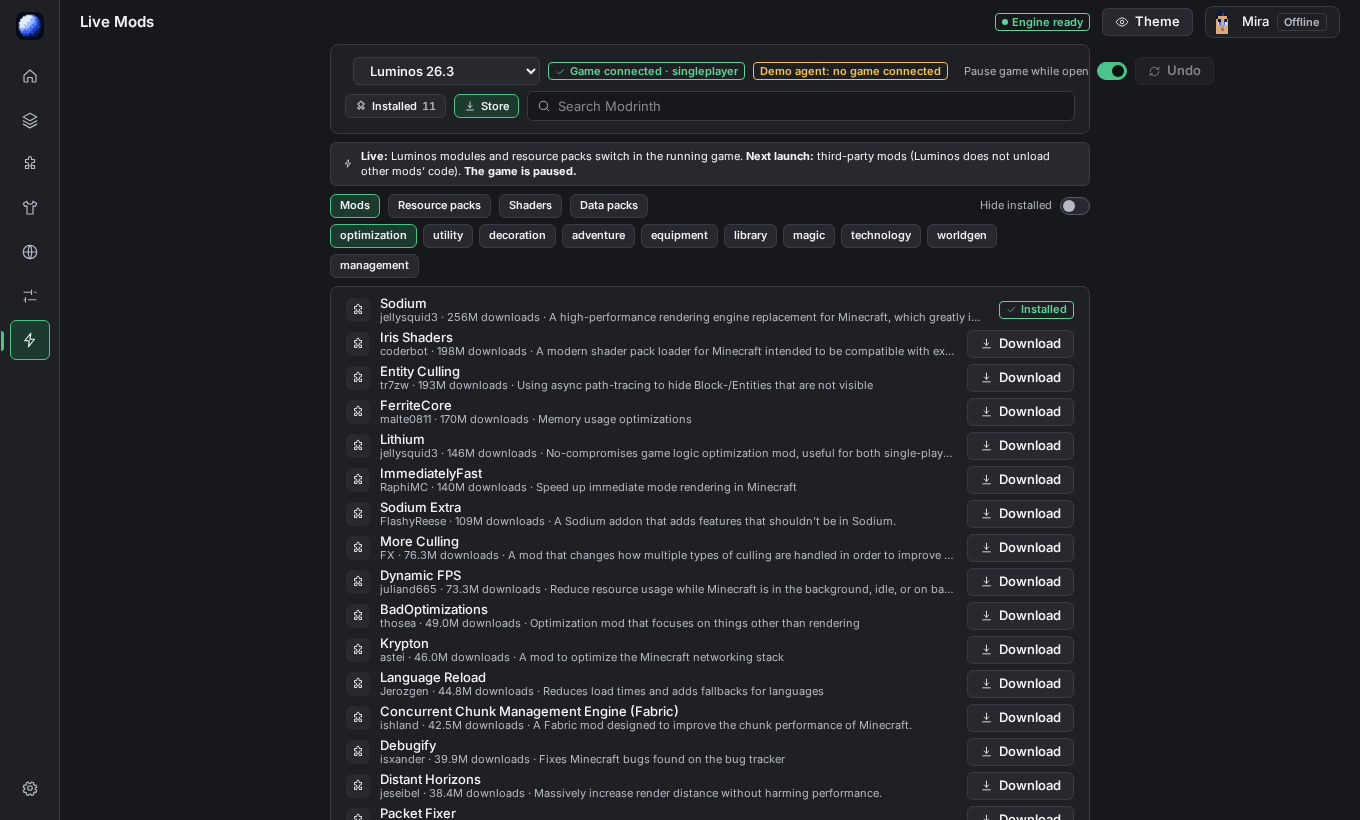 Live Mods
Engine ready
Theme
Mira
Offline
Luminos 26.3
Game connected · singleplayer
Demo agent: no game connected
Pause game while open
Undo
Installed 11
Store
Search Modrinth
Live: Luminos modules and resource packs switch in the running game. Next launch: third-party mods (Luminos does not unload
other mods' code). The game is paused.
Mods
Resource packs
Shaders
Data packs
Hide installed
optimization
utility
decoration
adventure
equipment
library
magic
technology
worldgen
management
Sodium
jellysquid3 · 256M downloads · A high-performance rendering engine replacement for Minecraft, which greatly i...
Installed
Iris Shaders
coderbot · 198M downloads · A modern shader pack loader for Minecraft intended to be compatible with ex...
Download
Entity Culling
tr7zw · 193M downloads · Using async path-tracing to hide Block-/Entities that are not visible
Download
FerriteCore
malte0811 · 170M downloads · Memory usage optimizations
Download
Lithium
jellysquid3 · 146M downloads · No-compromises game logic optimization mod, useful for both single-play...
Download
ImmediatelyFast
RaphiMC · 140M downloads · Speed up immediate mode rendering in Minecraft
Download
Sodium Extra
FlashyReese · 109M downloads · A Sodium addon that adds features that shouldn't be in Sodium.
Download
More Culling
FX · 76.3M downloads · A mod that changes how multiple types of culling are handled in order to improve ...
Download
Dynamic FPS
juliand665 · 73.3M downloads · Reduce resource usage while Minecraft is in the background, idle, or on ba...
Download
BadOptimizations
thosea · 49.0M downloads · Optimization mod that focuses on things other than rendering
Download
Krypton
astei · 46.0M downloads · A mod to optimize the Minecraft networking stack
Download
Language Reload
Jerozgen · 44.8M downloads · Reduces load times and adds fallbacks for languages
Download
Concurrent Chunk Management Engine (Fabric)
ishland · 42.5M downloads · A Fabric mod designed to improve the chunk performance of Minecraft.
Download
Debugify
isxander · 39.9M downloads · Fixes Minecraft bugs found on the bug tracker
Download
Distant Horizons
jeseibel · 38.4M downloads · Massively increase render distance without harming performance.
Download
Packet Fixer
Download